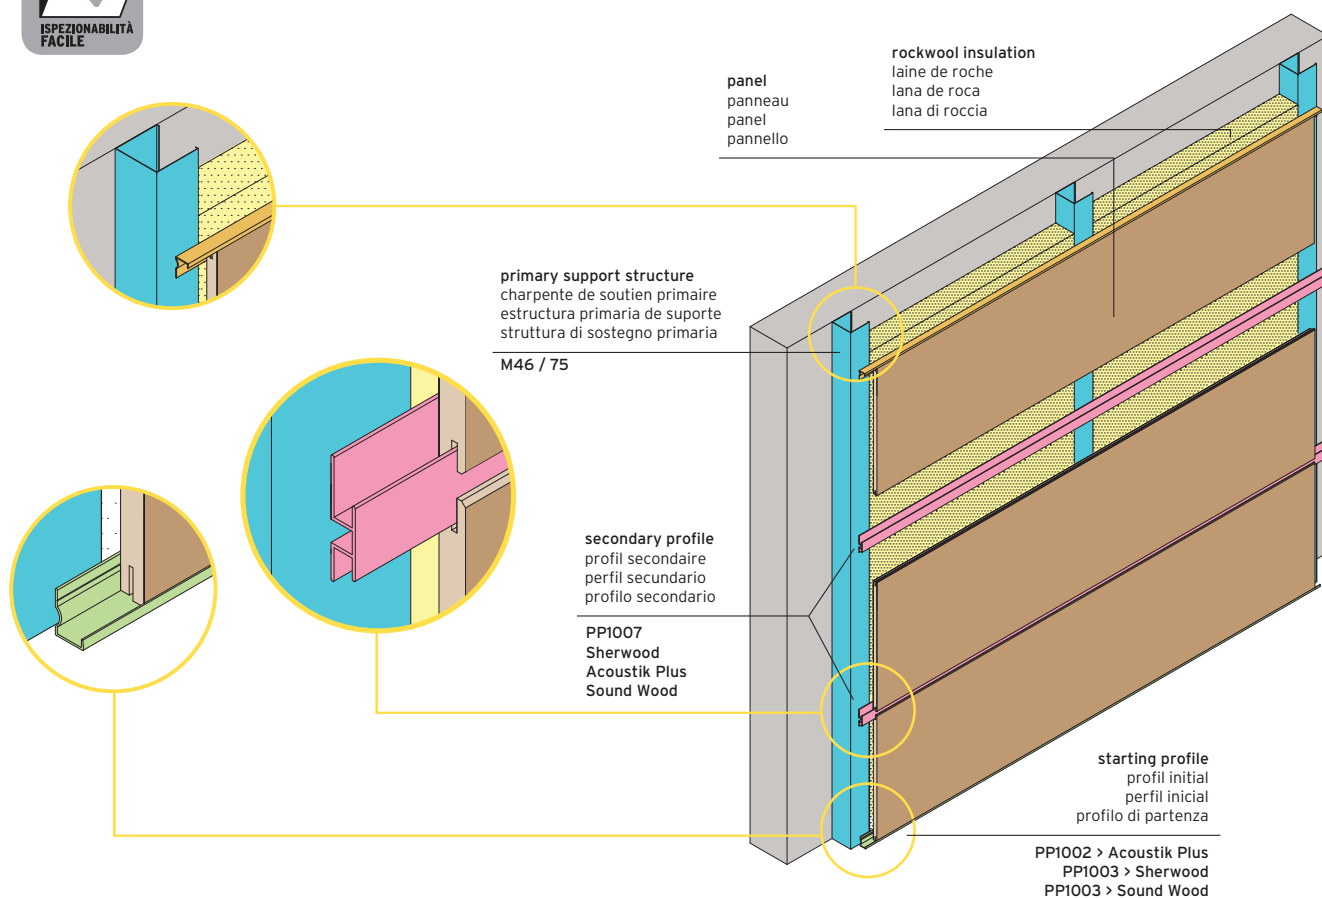 ISPEZIONABILITÀ
FACILE
rockwool insulation
laine de roche
lana de roca
lana di roccia
panel
panneau
panel
pannello
primary support structure
charpente de soutien primaire
estructura primaria de suporte
struttura di sostegno primaria
M46 / 75
secondary profile
profil secondaire
perfil secundario
profilo secondario
PP1007
Sherwood
Acoustik Plus
Sound Wood
starting profile
profil initial
perfil inicial
profilo di partenza
PP1002 > Acoustik Plus
PP1003 > Sherwood
PP1003 > Sound Wood